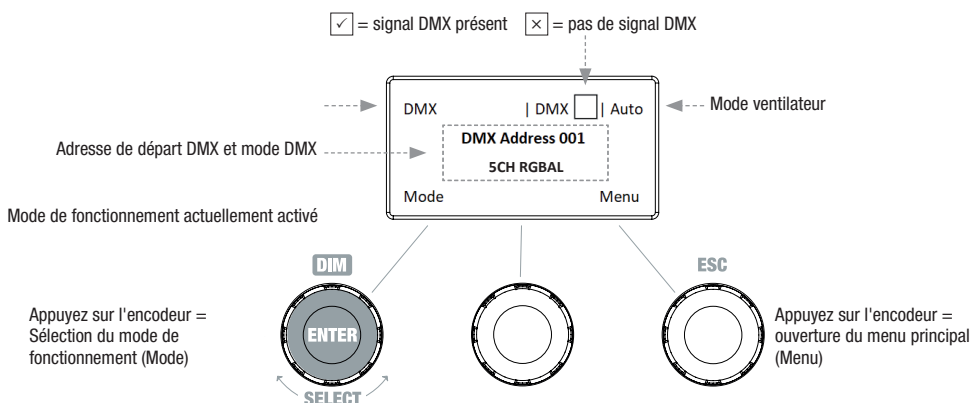 ✓ = signal DMX présent × = pas de signal DMX
DMX | DMX | Auto
Mode ventilateur
DMX Address 001
Adresse de départ DMX et mode DMX
5CH RGBAL
Mode Menu
Mode de fonctionnement actuellement activé
DIM
ESC
Appuyez sur l'encodeur =
Sélection du mode de
fonctionnement (Mode)
ENTER
SELECT
Appuyez sur l'encodeur =
ouverture du menu principal
(Menu)